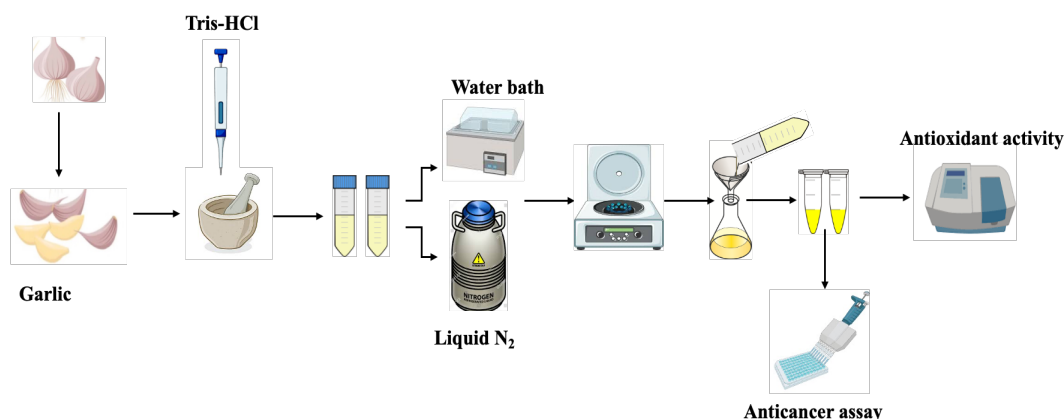 Tris-HCl
Water bath
Antioxidant activity
Garlic
NITROGEN
Liquid N₂
Anticancer assay